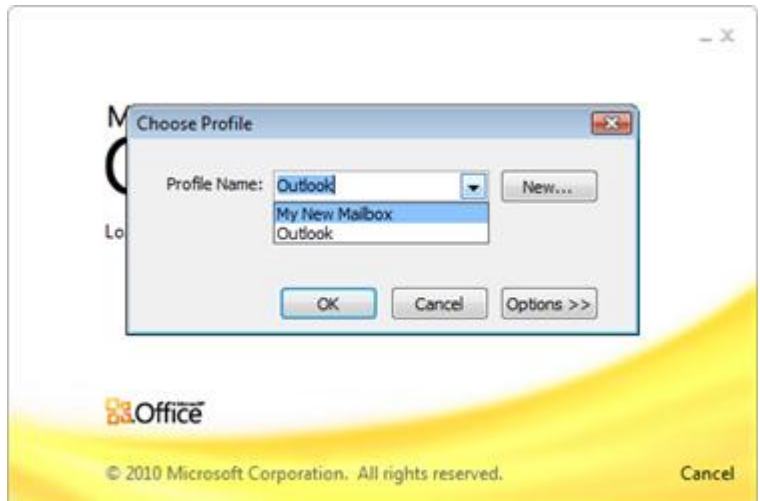 Choose Profile
Profile Name: Outlook New...
My New Mailbox
Outlook
Lo
OK Cancel Options >>
Office
© 2010 Microsoft Corporation. All rights reserved. Cancel